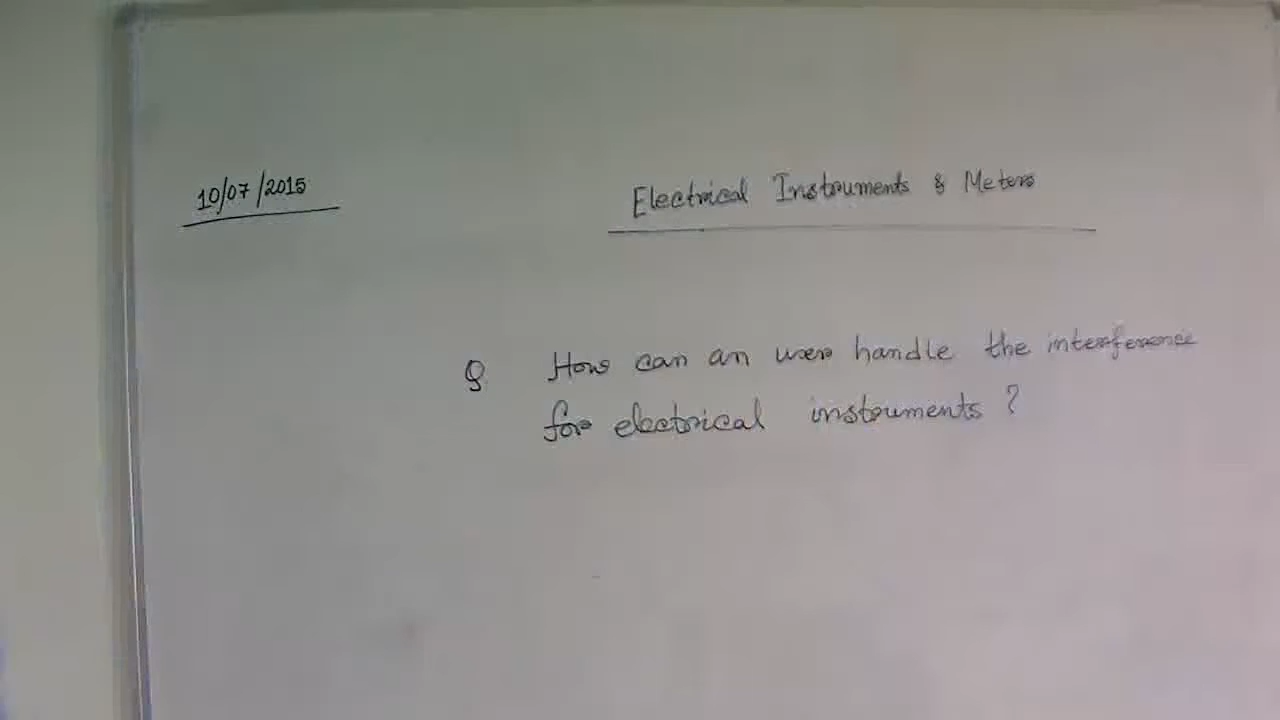 10/07/2015
Electrical Instruments & Meters
Q How can an user handle the interference
for electrical instruments?